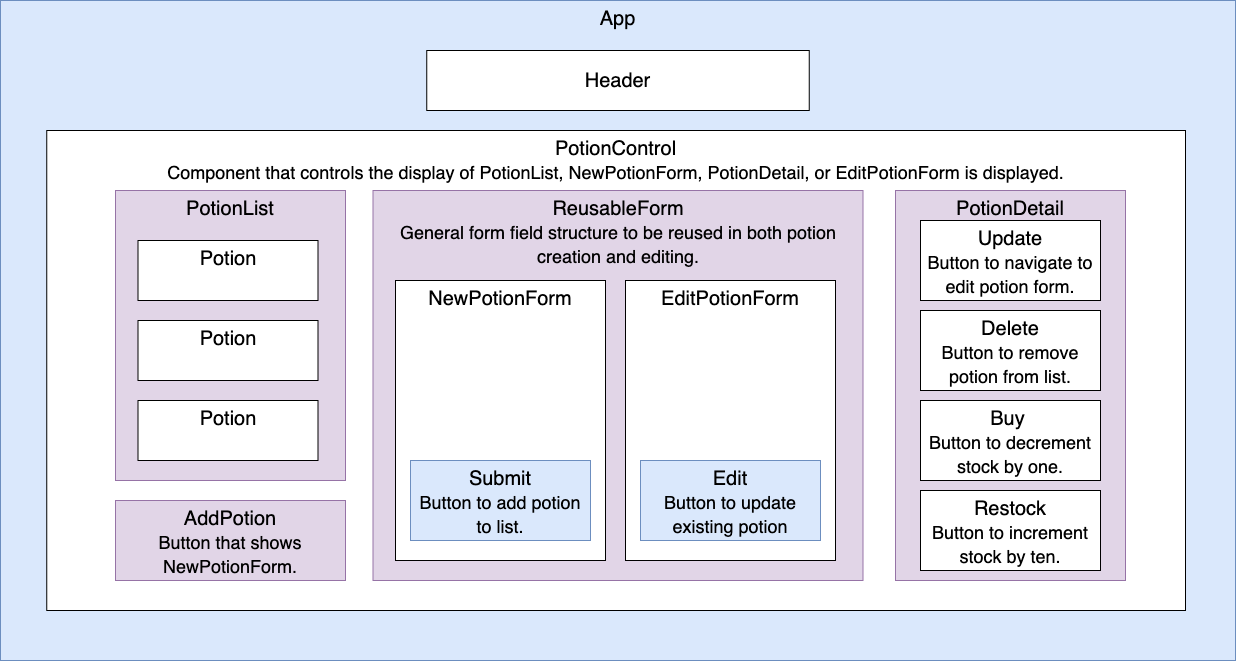 App
Header
PotionControl
Component that controls the display of PotionList, NewPotionForm, PotionDetail, or EditPotionForm is displayed.
PotionList
Potion
Potion
Potion
AddPotion
Button that shows
NewPotionForm.
ReusableForm
General form field structure to be reused in both potion
creation and editing.
NewPotionForm
Submit
Button to add potion
to list.
EditPotionForm
Edit
Button to update
existing potion
PotionDetail
Update
Button to navigate to
edit potion form.
Delete
Button to remove
potion from list.
Buy
Button to decrement
stock by one.
Restock
Button to increment
stock by ten.